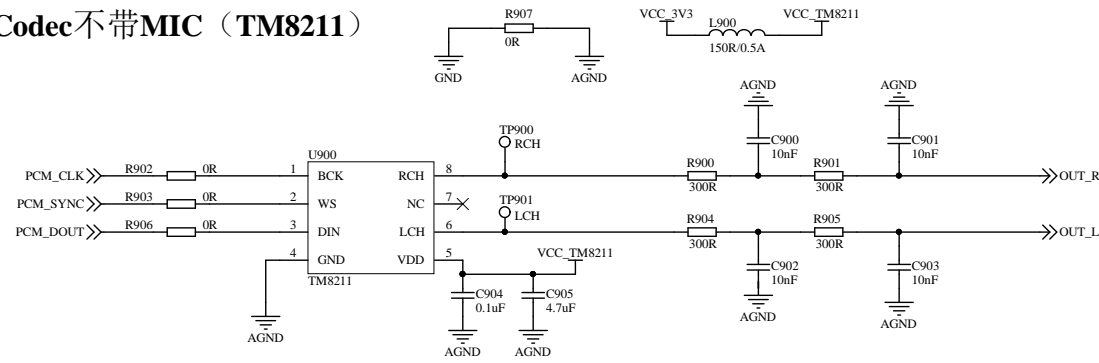 Codec不带MIC（TM8211）
R907
0R
GND
AGND
VCC_3V3
L900
150R/0.5A
VCC_TM8211
AGND
AGND
C900
10nF
C901
10nF
TP900
RCH
U900
PCM_CLK
R902
0R
1
BCK
RCH
8
R900
300R
R901
300R
OUT_R
PCM_SYNC
R903
0R
2
WS
NC
7
TP901
LCH
PCM_DOUT
R906
0R
3
DIN
LCH
6
R904
300R
R905
300R
OUT_L
4
GND
VDD
5
VCC_TM8211
TM8211
C902
10nF
C903
10nF
C904
0.1uF
C905
4.7uF
AGND
AGND
AGND
AGND
AGND